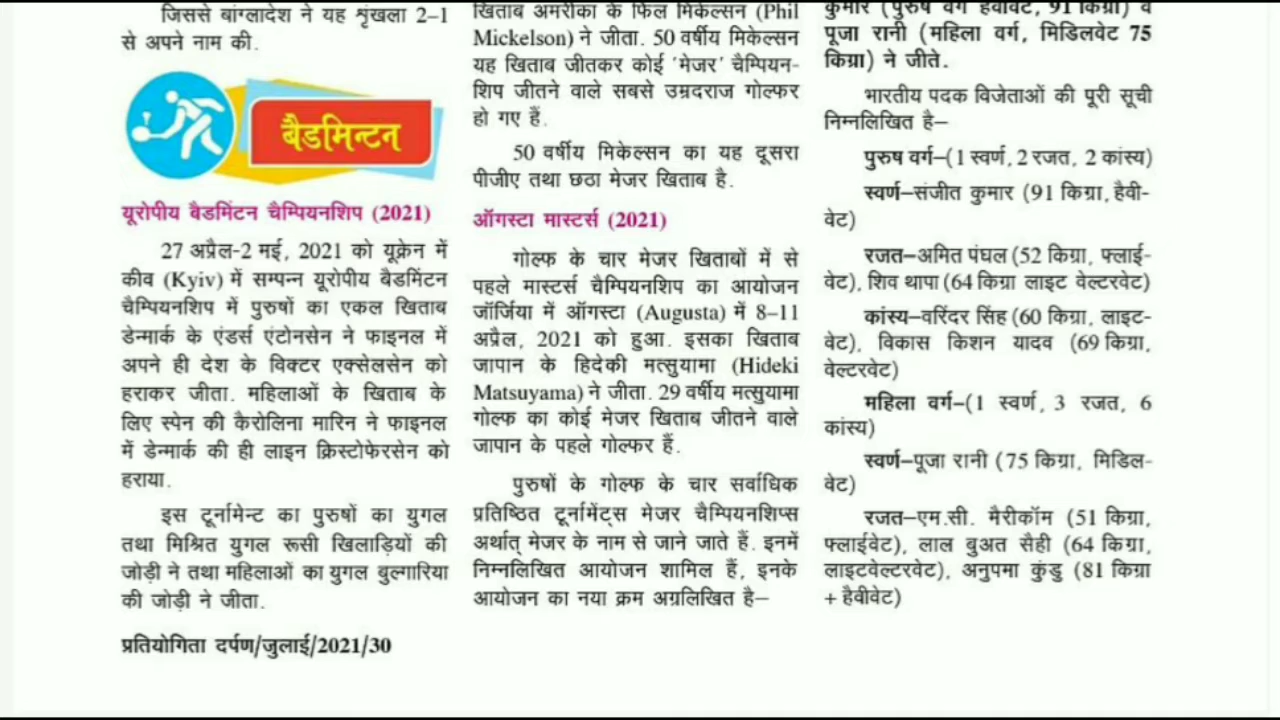 जिससे बांग्लादेश ने यह शृंखला 2–1
से अपने नाम की.
बैडमिन्टन
यूरोपीय बैडमिंटन चैम्पियनशिप (2021)
27 अप्रैल-2 मई, 2021 को यूक्रेन में
कीव (Kyiv) में सम्पन्न यूरोपीय बैडमिंटन
चैम्पियनशिप में पुरुषों का एकल खिताब
डेन्मार्क के एंडर्स एंटोनसेन ने फाइनल में
अपने ही देश के विक्टर एक्सेलसेन को
हराकर जीता. महिलाओं के खिताब के
लिए स्पेन की कैरोलिना मारिन ने फाइनल
में डेन्मार्क की ही लाइन क्रिस्टोफेरसेन को
हराया.
इस टूर्नामेन्ट का पुरुषों का युगल
तथा मिश्रित युगल रूसी खिलाड़ियों की
जोड़ी ने तथा महिलाओं का युगल बुल्गारिया
की जोड़ी ने जीता.
प्रतियोगिता दर्पण/जुलाई/2021/30
खिताब अमरीका के फिल मिकेल्सन (Phil
Mickelson) ने जीता. 50 वर्षीय मिकेल्सन
यह खिताब जीतकर कोई 'मेजर' चैम्पियन-
शिप जीतने वाले सबसे उम्रदराज गोल्फर
हो गए हैं.
50 वर्षीय मिकेल्सन का यह दूसरा
पीजीए तथा छठा मेजर खिताब है.
ऑगस्टा मास्टर्स (2021)
गोल्फ के चार मेजर खिताबों में से
पहले मास्टर्स चैम्पियनशिप का आयोजन
जॉर्जिया में ऑगस्टा (Augusta) में 8–11
अप्रैल, 2021 को हुआ. इसका खिताब
जापान के हिदेकी मत्सुयामा (Hideki
Matsuyama) ने जीता. 29 वर्षीय मत्सुयामा
गोल्फ का कोई मेजर खिताब जीतने वाले
जापान के पहले गोल्फर हैं.
पुरुषों के गोल्फ के चार सर्वाधिक
प्रतिष्ठित टूर्नामेंट्स मेजर चैम्पियनशिप्स
अर्थात् मेजर के नाम से जाने जाते हैं. इनमें
निम्नलिखित आयोजन शामिल हैं, इनके
आयोजन का नया क्रम अग्रलिखित है–
कुमार (पुरुष वर्ग हैवीवेट, 91 किग्रा) व
पूजा रानी (महिला वर्ग, मिडिलवेट 75
किग्रा) ने जीते.
भारतीय पदक विजेताओं की पूरी सूची
निम्नलिखित है–
पुरुष वर्ग–(1 स्वर्ण, 2 रजत, 2 कांस्य)
स्वर्ण–संजीत कुमार (91 किग्रा, हैवी-
वेट)
रजत–अमित पंघल (52 किग्रा, फ्लाई-
वेट), शिव थापा (64 किग्रा लाइट वेल्टरवेट)
कांस्य–वरिंदर सिंह (60 किग्रा, लाइट-
वेट), विकास किशन यादव (69 किग्रा,
वेल्टरवेट)
महिला वर्ग–(1 स्वर्ण, 3 रजत, 6
कांस्य)
स्वर्ण–पूजा रानी (75 किग्रा, मिडिल-
वेट)
रजत–एम.सी. मैरीकॉम (51 किग्रा,
फ्लाईवेट), लाल बुअत सैही (64 किग्रा,
लाइटवेल्टरवेट), अनुपमा कुंडु (81 किग्रा
+ हैवीवेट)